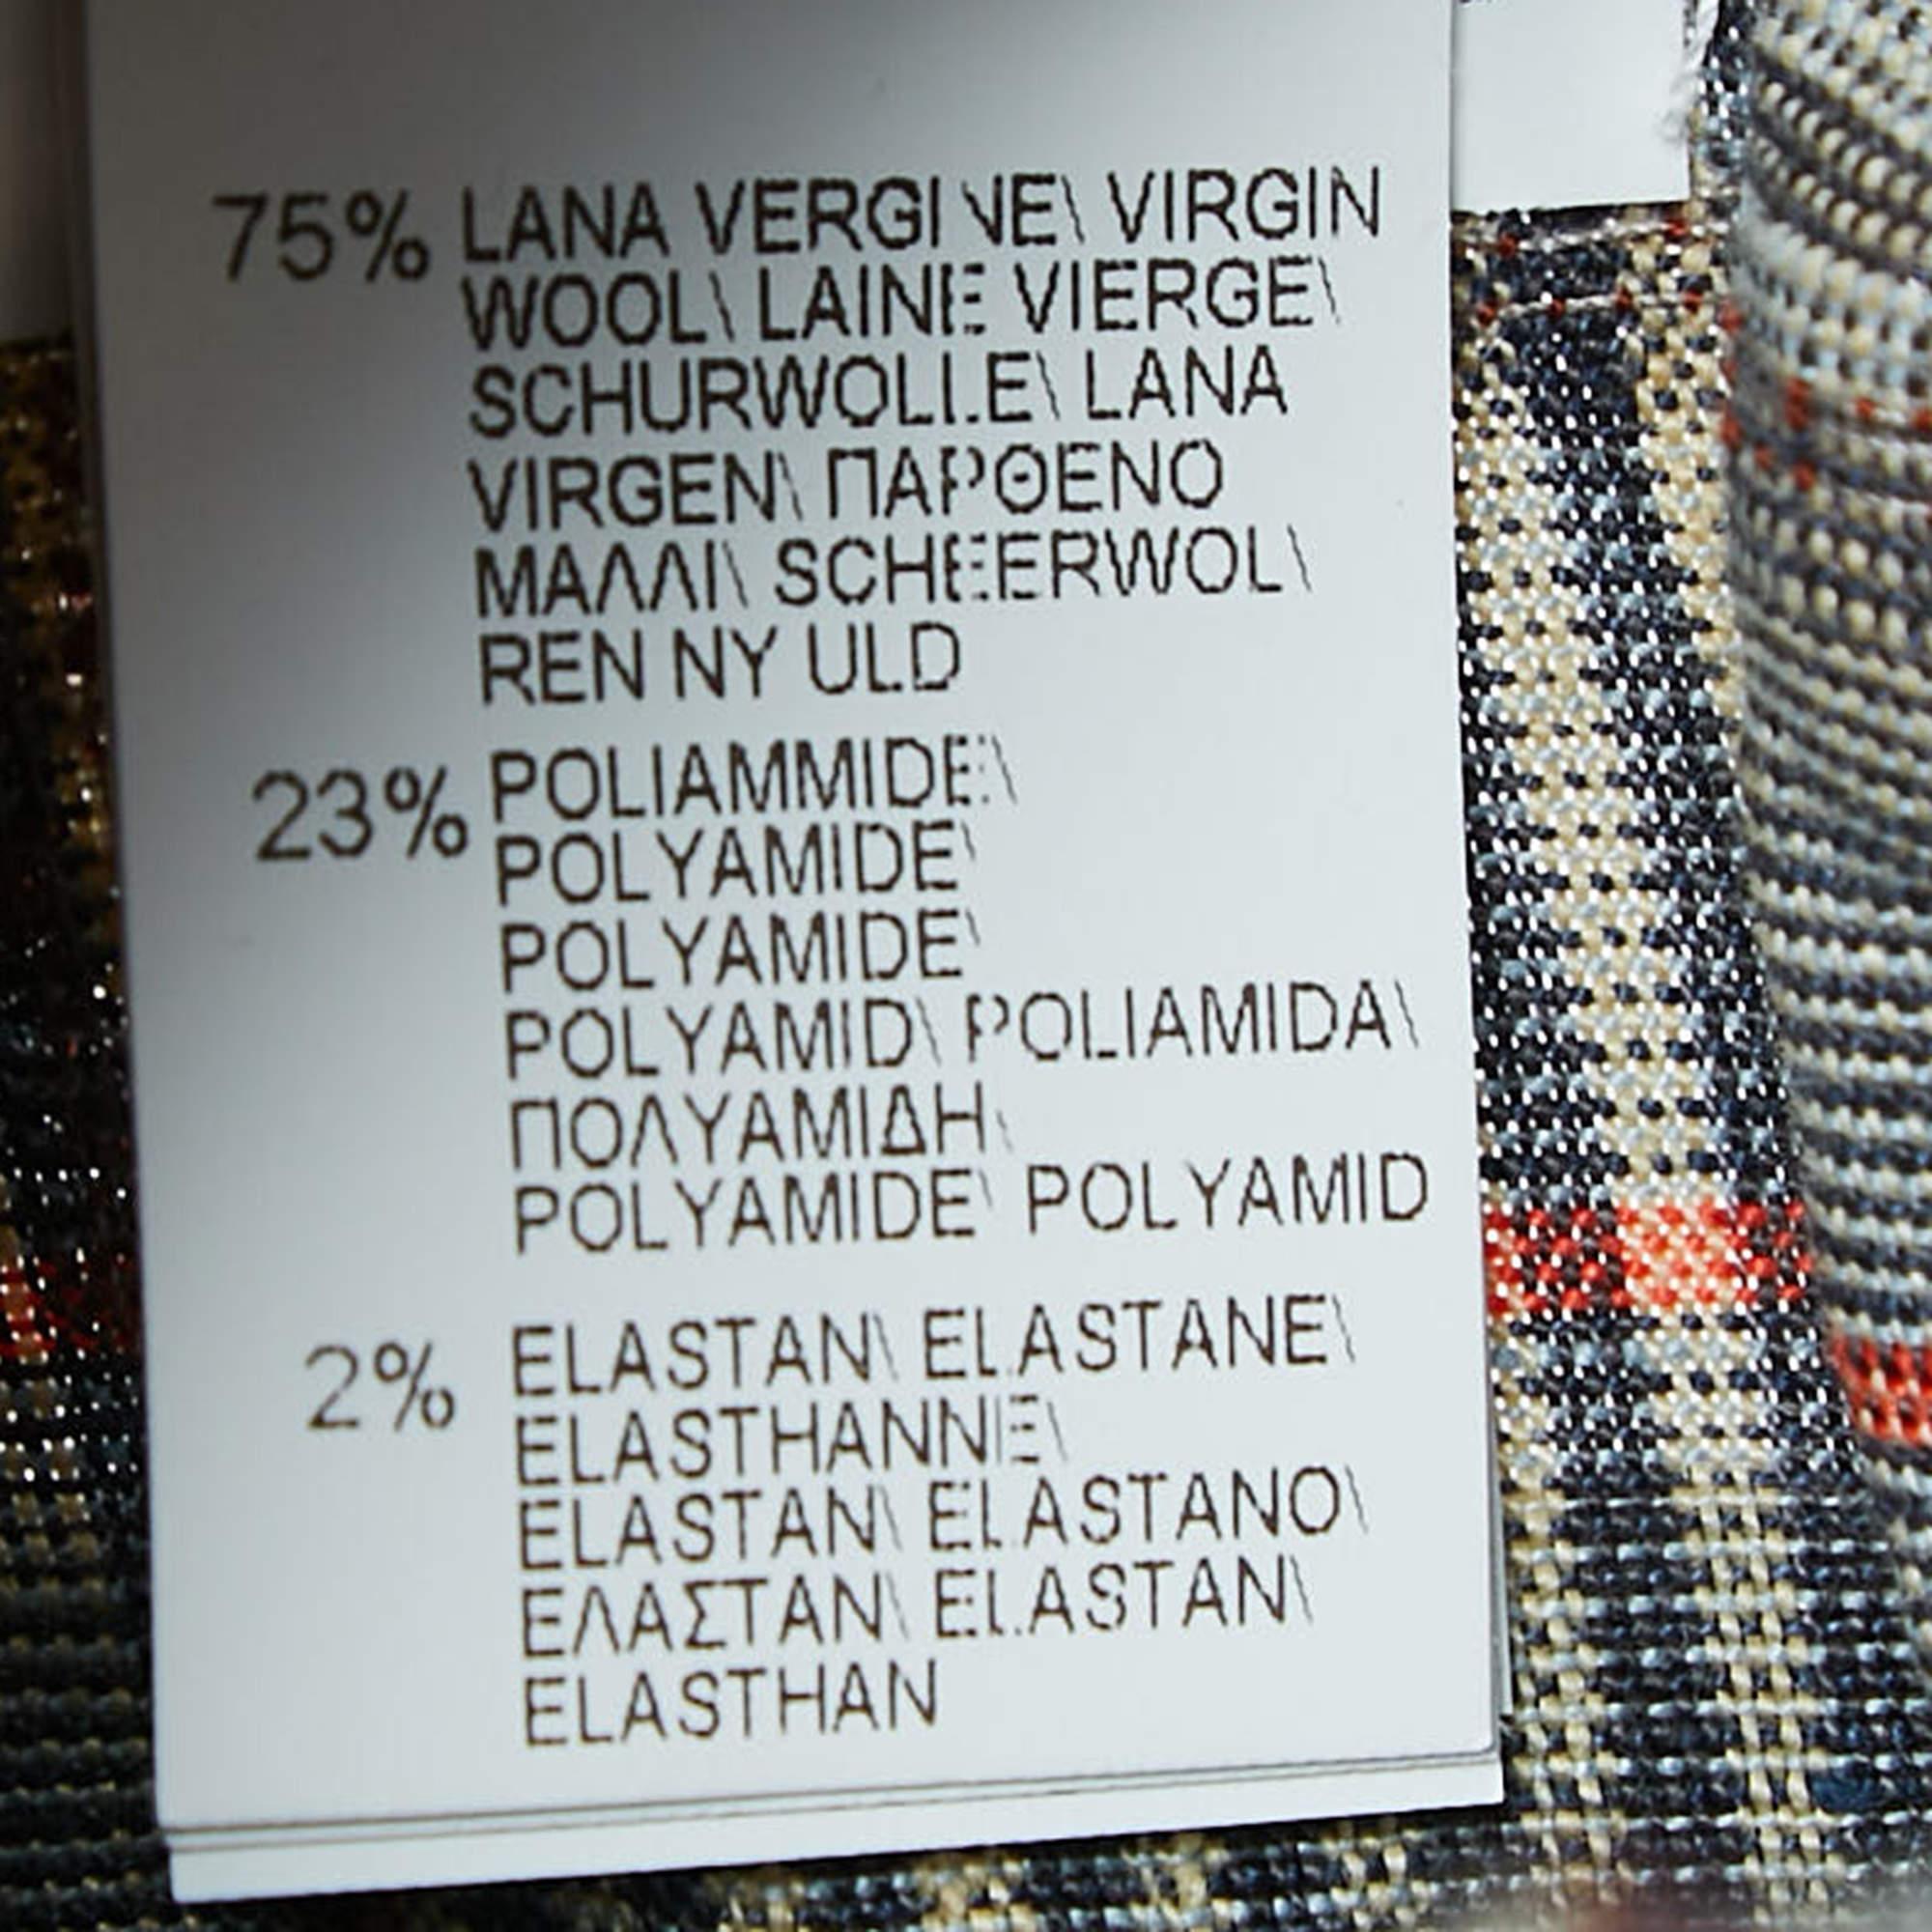 75% LANA VERGINE\ VIRGIN
WOOL\ LAINE VIERGE\
SCHURWOLLE\ LANA
VIRGEN\ ΠΑΡΘΕΝΟ
ΜΑΛΛΙ\ SCHEERWOL\
REN NY ULD
23% POLIAMMIDE\
POLYAMIDE\
POLYAMIDE\
POLYAMID\ POLIAMIDA\
ΠΟΛΥΑΜΙΔΗ\
POLYAMIDE\ POLYAMID
2% ELASTAN\ ELASTANE\
ELASTHANNE\
ELASTAN\ ELASTANO\
ΕΛΑΣΤΑΝ\ ELASTAN\
ELASTHAN